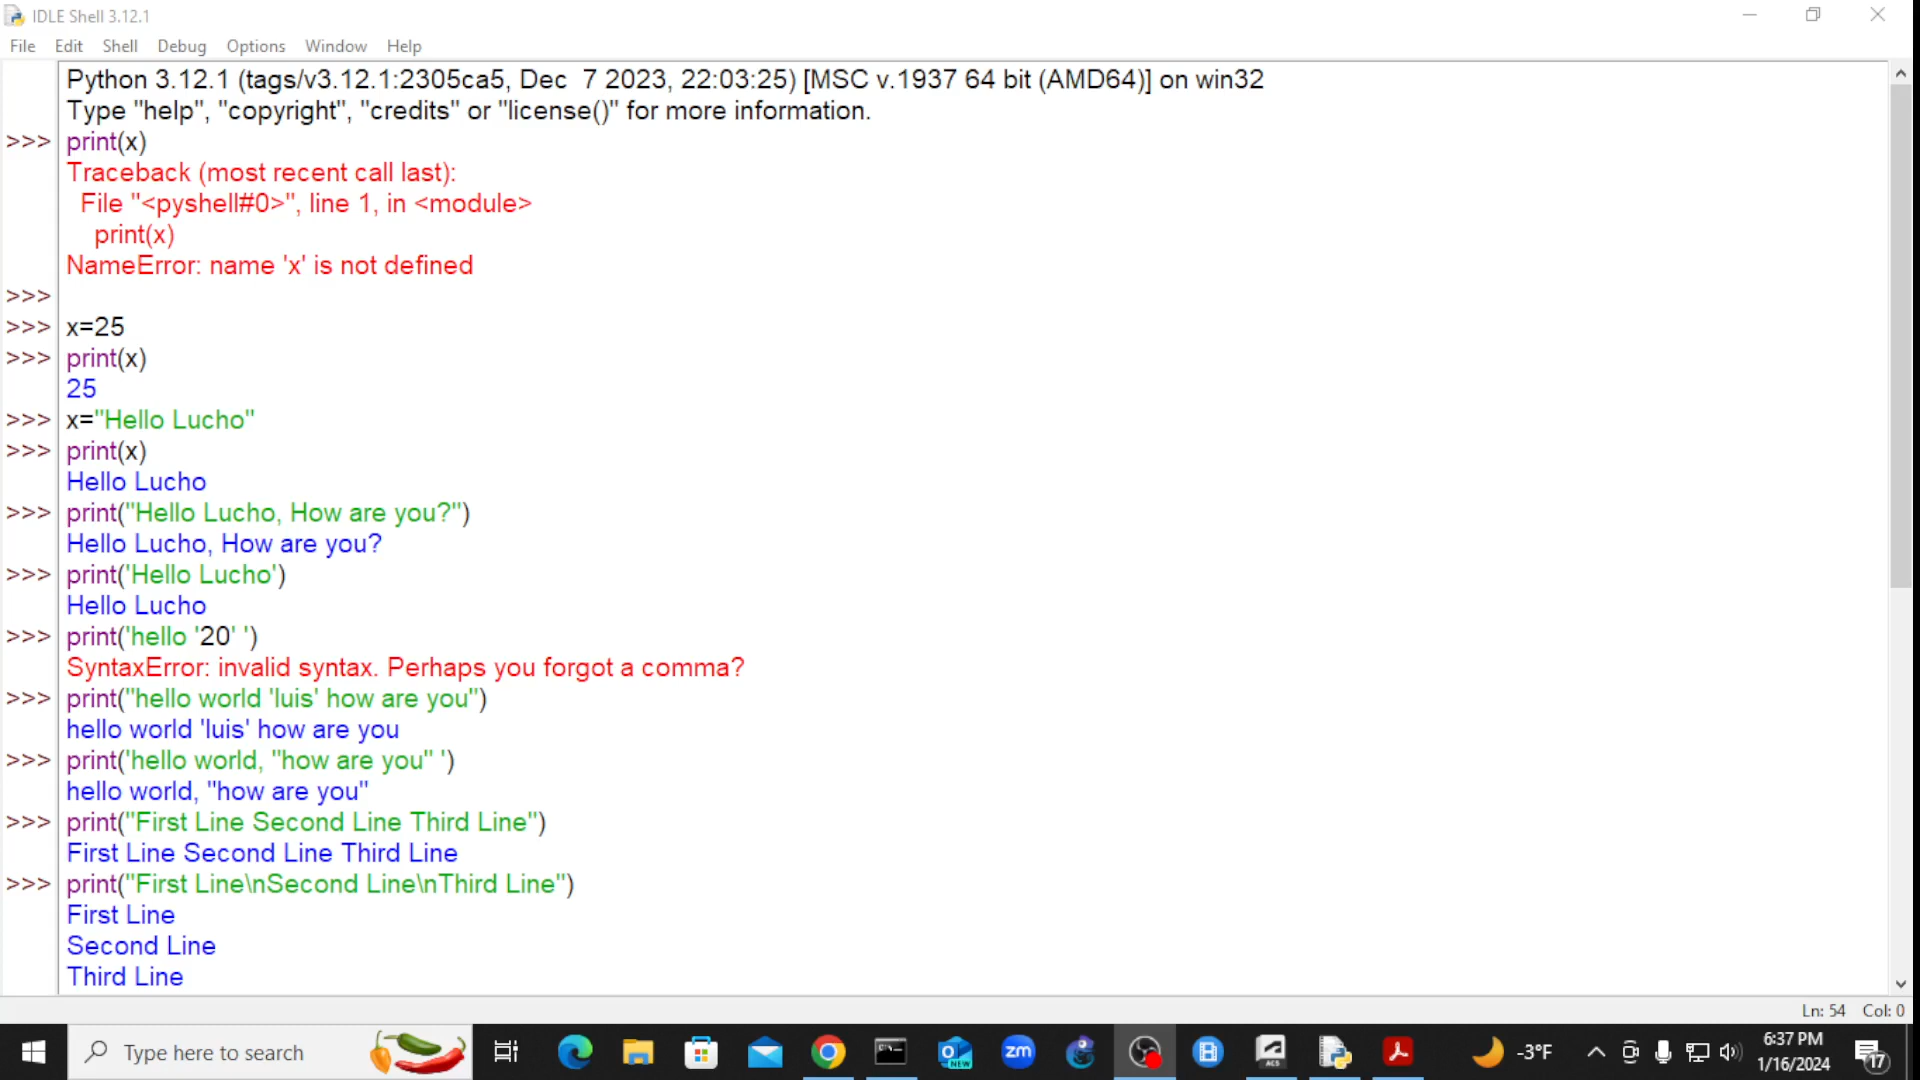 IDLE Shell 3.12.1
File Edit Shell Debug Options Window Help
Python 3.12.1 (tags/v3.12.1:2305ca5, Dec  7 2023, 22:03:25) [MSC v.1937 64 bit (AMD64)] on win32
Type "help", "copyright", "credits" or "license()" for more information.
>>> print(x)
Traceback (most recent call last):
  File "<pyshell#0>", line 1, in <module>
    print(x)
NameError: name 'x' is not defined
>>>
>>> x=25
>>> print(x)
25
>>> x="Hello Lucho"
>>> print(x)
Hello Lucho
>>> print("Hello Lucho, How are you?")
Hello Lucho, How are you?
>>> print('Hello Lucho')
Hello Lucho
>>> print('hello '20' ')
SyntaxError: invalid syntax. Perhaps you forgot a comma?
>>> print("hello world 'luis' how are you")
hello world 'luis' how are you
>>> print('hello world, "how are you" ')
hello world, "how are you"
>>> print("First Line Second Line Third Line")
First Line Second Line Third Line
>>> print("First Line\nSecond Line\nThird Line")
First Line
Second Line
Third Line
Ln: 54 Col: 0
Type here to search
NEW
zm
ACS
-3°F
6:37 PM
1/16/2024
17